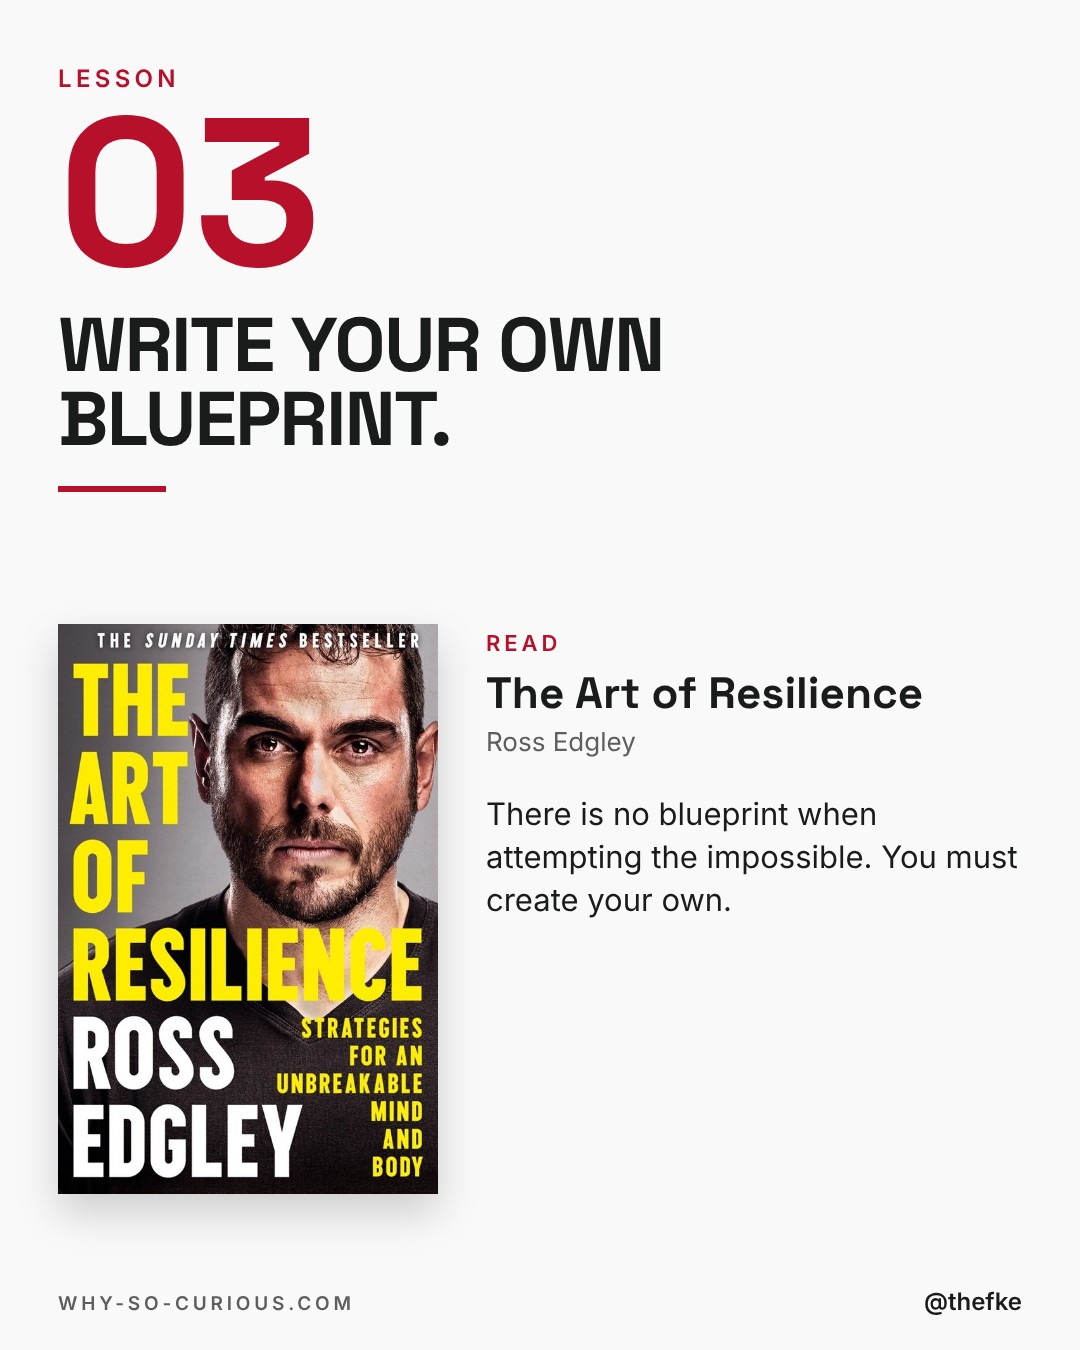 LESSON
03
WRITE YOUR OWN
BLUEPRINT.
THE SUNDAY TIMES BESTSELLER
THE
ART
OF
RESILIENCE
ROSS
EDGLEY
STRATEGIES
FOR AN
UNBREAKABLE
MIND
AND
BODY
READ
The Art of Resilience
Ross Edgley
There is no blueprint when
attempting the impossible. You must
create your own.
WHY-SO-CURIOUS.COM
@thefke